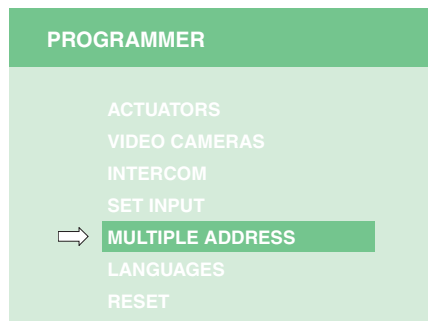 PROGRAMMER
ACTUATORS
VIDEO CAMERAS
INTERCOM
SET INPUT
MULTIPLE ADDRESS
LANGUAGES
RESET